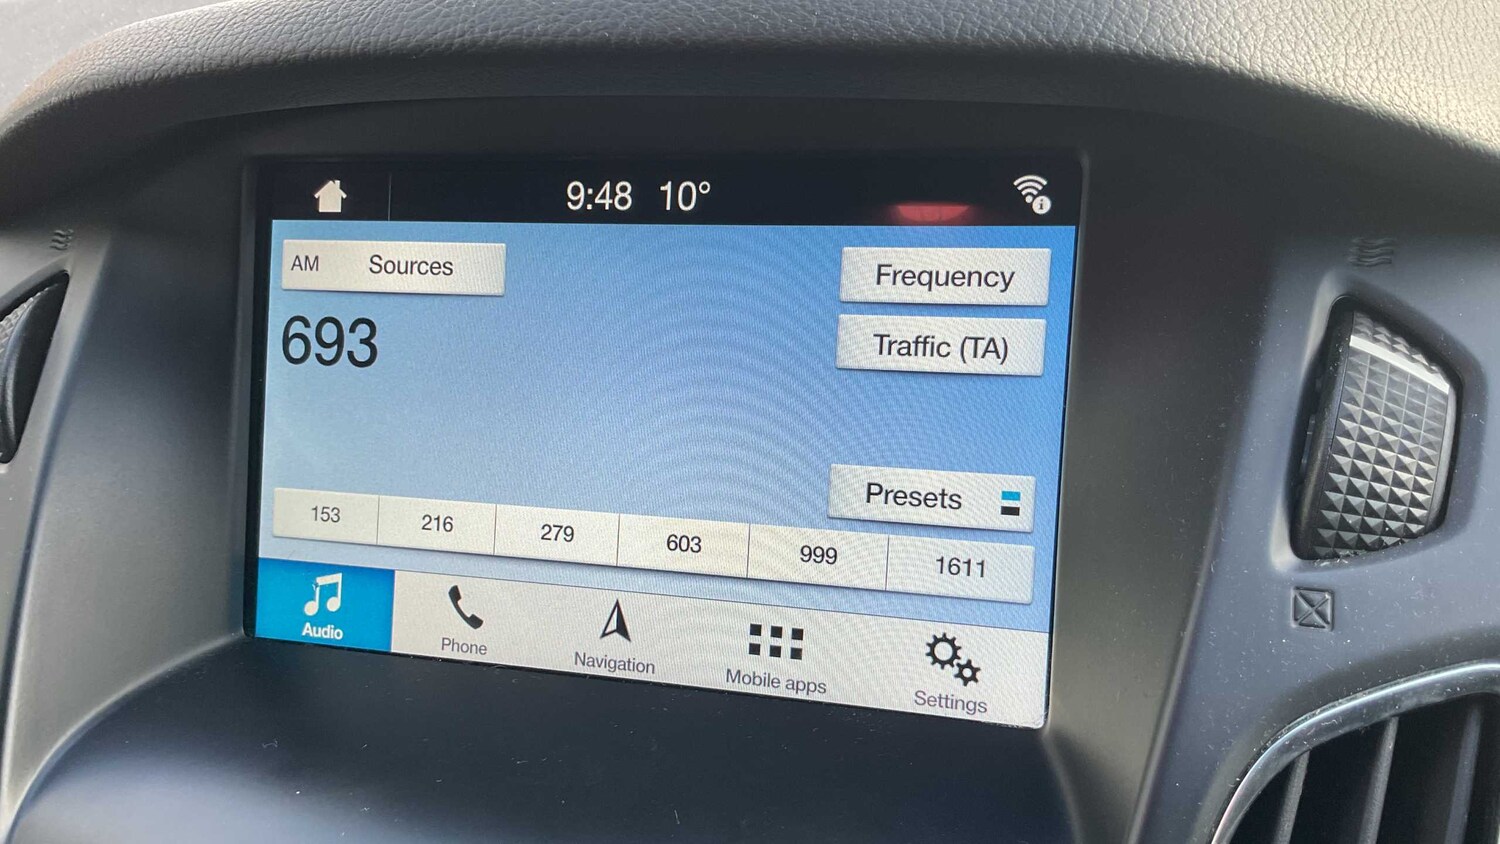 9:48 10°
AM Sources
Frequency
693
Traffic (TA)
Presets
153 216 279 603 999 1611
Audio Phone Navigation Mobile apps Settings